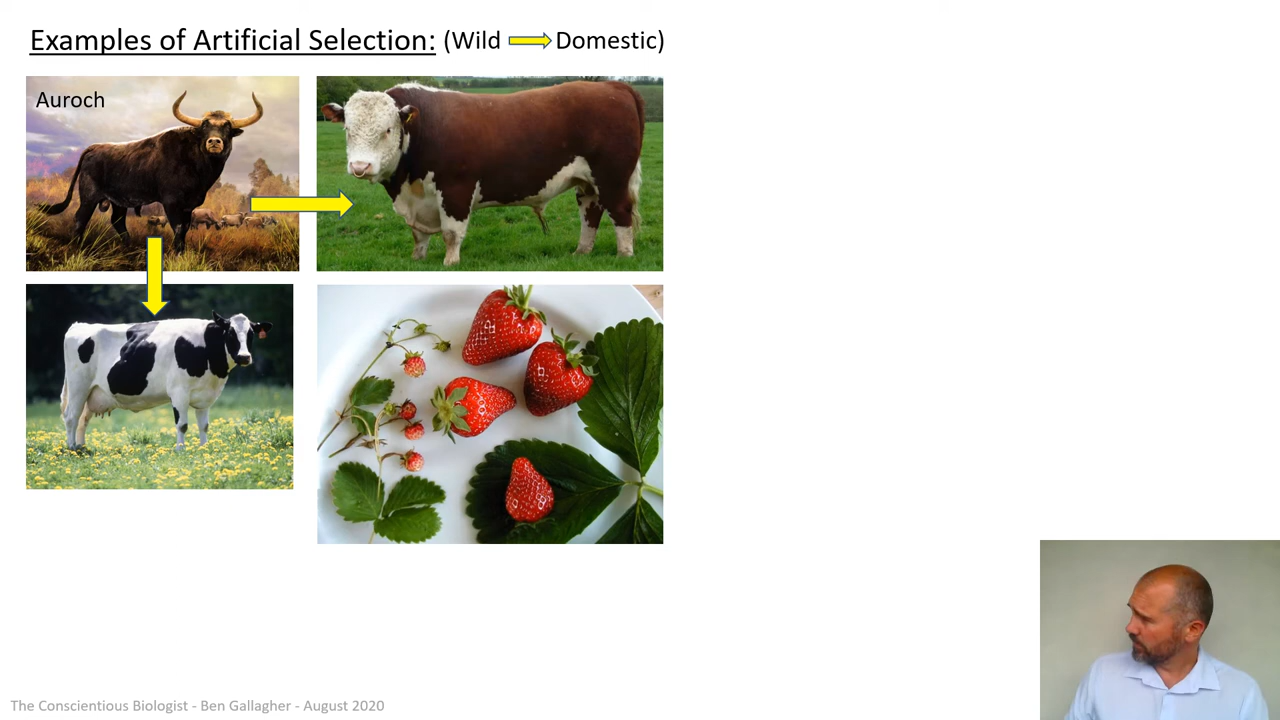 Examples of Artificial Selection: (Wild Domestic)
Auroch
The Conscientious Biologist - Ben Gallagher - August 2020